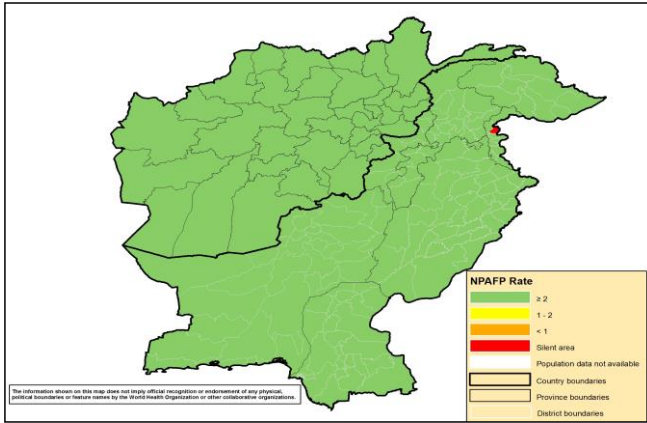 NPAFP Rate
≥ 2
1 - 2
< 1
Silent area
Population data not available
Country boundaries
Province boundaries
District boundaries
The information shown on this map does not imply official recognition or endorsement of any physical,
political boundaries or feature names by the World Health Organization or other collaborative organizations.